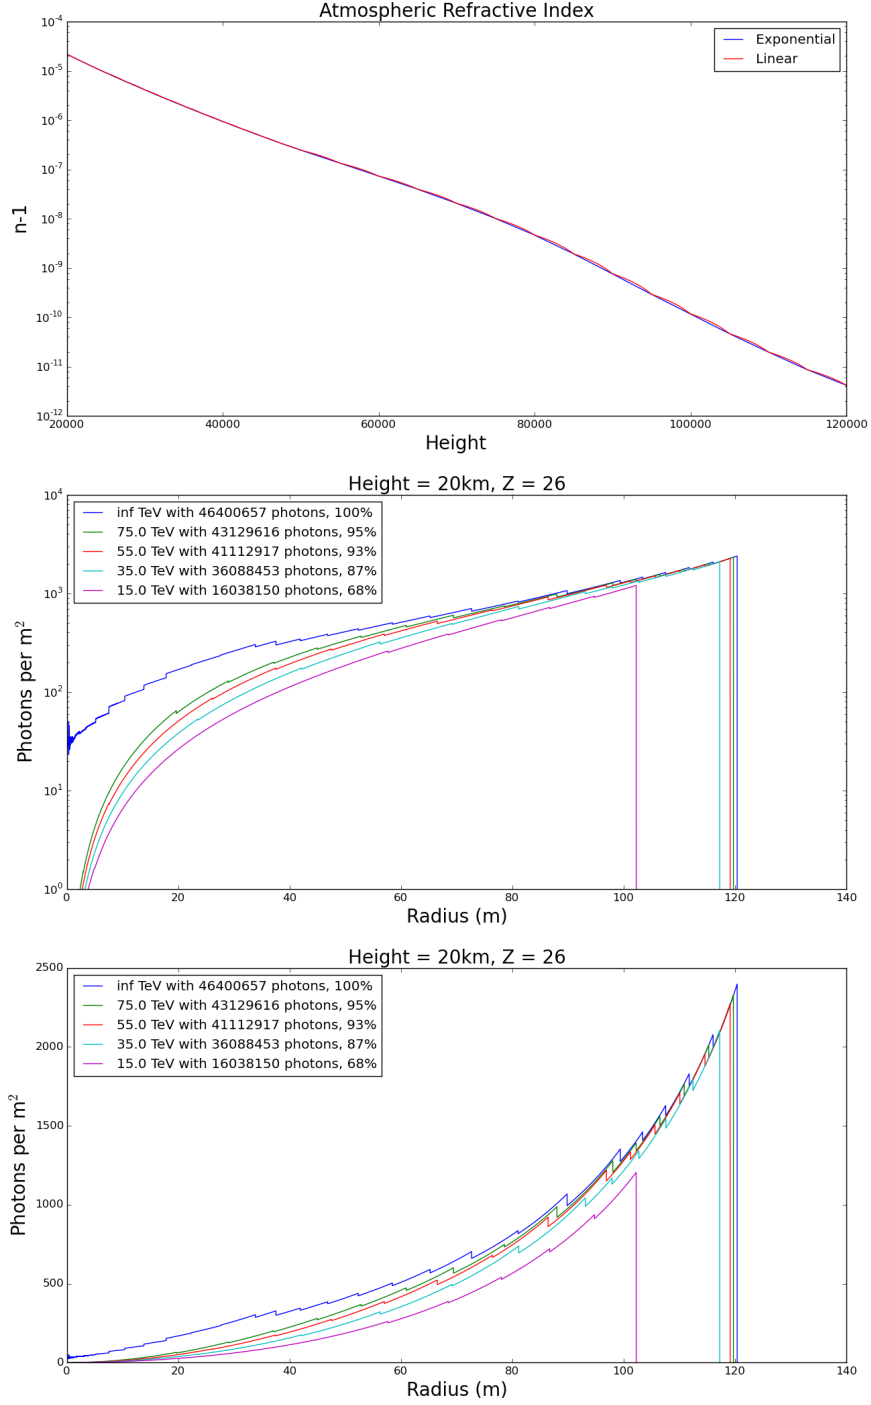 Atmospheric Refractive Index
10^-4
10^-5
10^-6
10^-7
10^-8
10^-9
10^-10
10^-11
10^-12
n-1
Exponential
Linear
20000 40000 60000 80000 100000 120000
Height
Height = 20km, Z = 26
10^4
10^3
10^2
10^1
10^0
Photons per m^2
inf TeV with 46400657 photons, 100%
75.0 TeV with 43129616 photons, 95%
55.0 TeV with 41112917 photons, 93%
35.0 TeV with 36088453 photons, 87%
15.0 TeV with 16038150 photons, 68%
0 20 40 60 80 100 120 140
Radius (m)
Height = 20km, Z = 26
2500
2000
1500
1000
500
0
Photons per m^2
inf TeV with 46400657 photons, 100%
75.0 TeV with 43129616 photons, 95%
55.0 TeV with 41112917 photons, 93%
35.0 TeV with 36088453 photons, 87%
15.0 TeV with 16038150 photons, 68%
0 20 40 60 80 100 120 140
Radius (m)